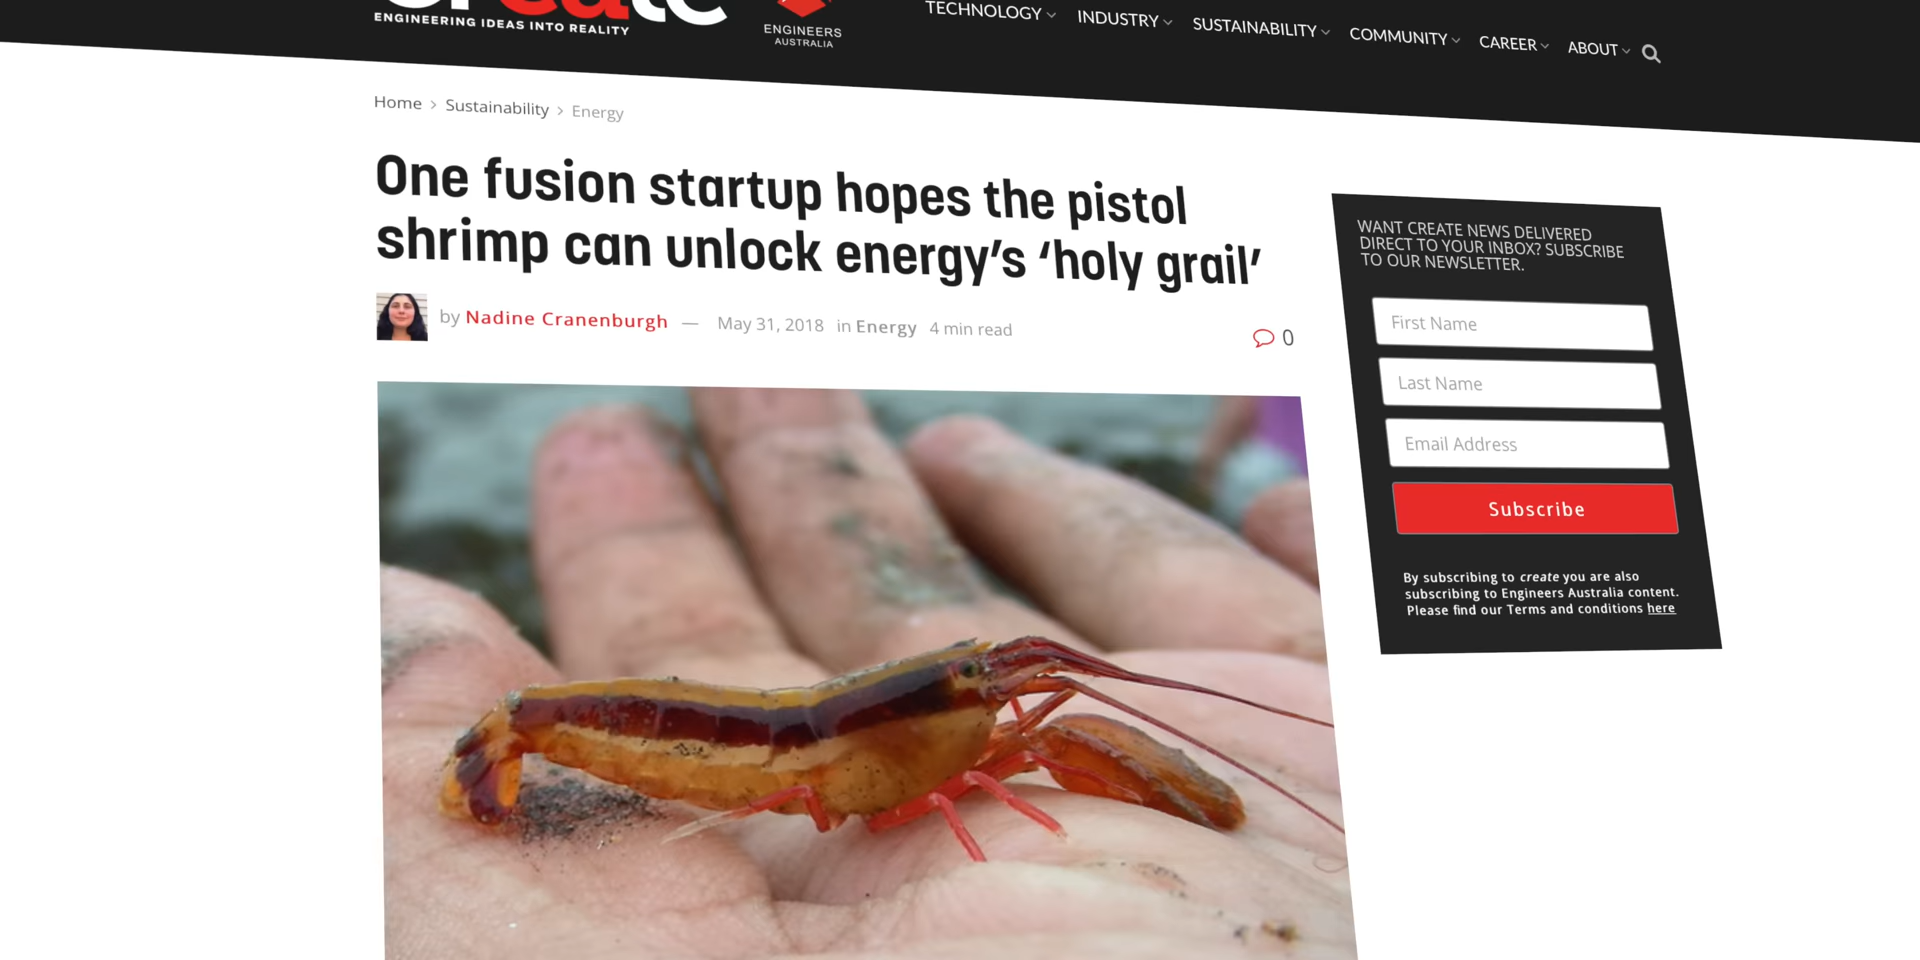 ENGINEERING IDEAS INTO REALITY
ENGINEERS
AUSTRALIA
TECHNOLOGY
INDUSTRY
SUSTAINABILITY
COMMUNITY
CAREER
ABOUT
Home > Sustainability > Energy
One fusion startup hopes the pistol
shrimp can unlock energy’s ‘holy grail’
by Nadine Cranenburgh — May 31, 2018 in Energy 4 min read
0
WANT CREATE NEWS DELIVERED
DIRECT TO YOUR INBOX? SUBSCRIBE
TO OUR NEWSLETTER.
First Name
Last Name
Email Address
Subscribe
By subscribing to create you are also
subscribing to Engineers Australia content.
Please find our Terms and conditions here